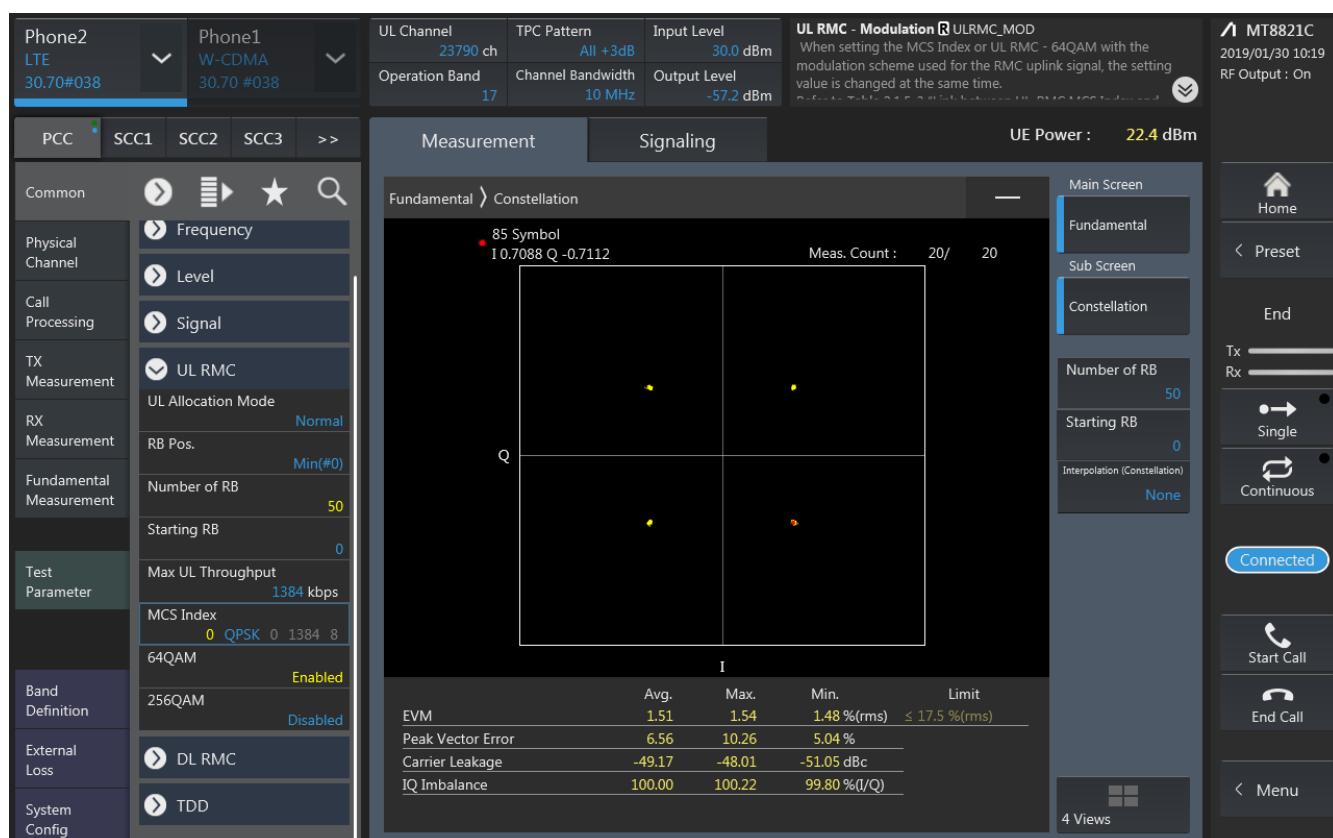 Phone2
LTE
30.70#038
Phone1
W-CDMA
30.70 #038
UL Channel
23790 ch
TPC Pattern
All +3dB
Input Level
30.0 dBm
Operation Band
17
Channel Bandwidth
10 MHz
Output Level
-57.2 dBm
UL RMC - Modulation R ULRMC_MOD
When setting the MCS Index or UL RMC - 64QAM with the
modulation scheme used for the RMC uplink signal, the setting
value is changed at the same time.
MT8821C
2019/01/30 10:19
RF Output : On
PCC SCC1 SCC2 SCC3 >>
Measurement
Signaling
UE Power : 22.4 dBm
Common
Physical
Channel
Call
Processing
TX
Measurement
RX
Measurement
Fundamental
Measurement
Test
Parameter
Band
Definition
External
Loss
System
Config
Frequency
Level
Signal
UL RMC
UL Allocation Mode
Normal
RB Pos.
Min(#0)
Number of RB
50
Starting RB
0
Max UL Throughput
1384 kbps
MCS Index
0 QPSK 0 1384 8
64QAM
Enabled
256QAM
Disabled
DL RMC
TDD
Fundamental 〉 Constellation
85 Symbol
I 0.7088 Q -0.7112
Meas. Count : 20/ 20
Q
I
Avg. Max. Min. Limit
EVM 1.51 1.54 1.48 %(rms) ≤ 17.5 %(rms)
Peak Vector Error 6.56 10.26 5.04 %
Carrier Leakage -49.17 -48.01 -51.05 dBc
IQ Imbalance 100.00 100.22 99.80 %(I/Q)
Main Screen
Fundamental
Sub Screen
Constellation
Number of RB
50
Starting RB
0
Interpolation (Constellation)
None
4 Views
Home
< Preset
End
Tx
Rx
Single
Continuous
Connected
Start Call
End Call
< Menu